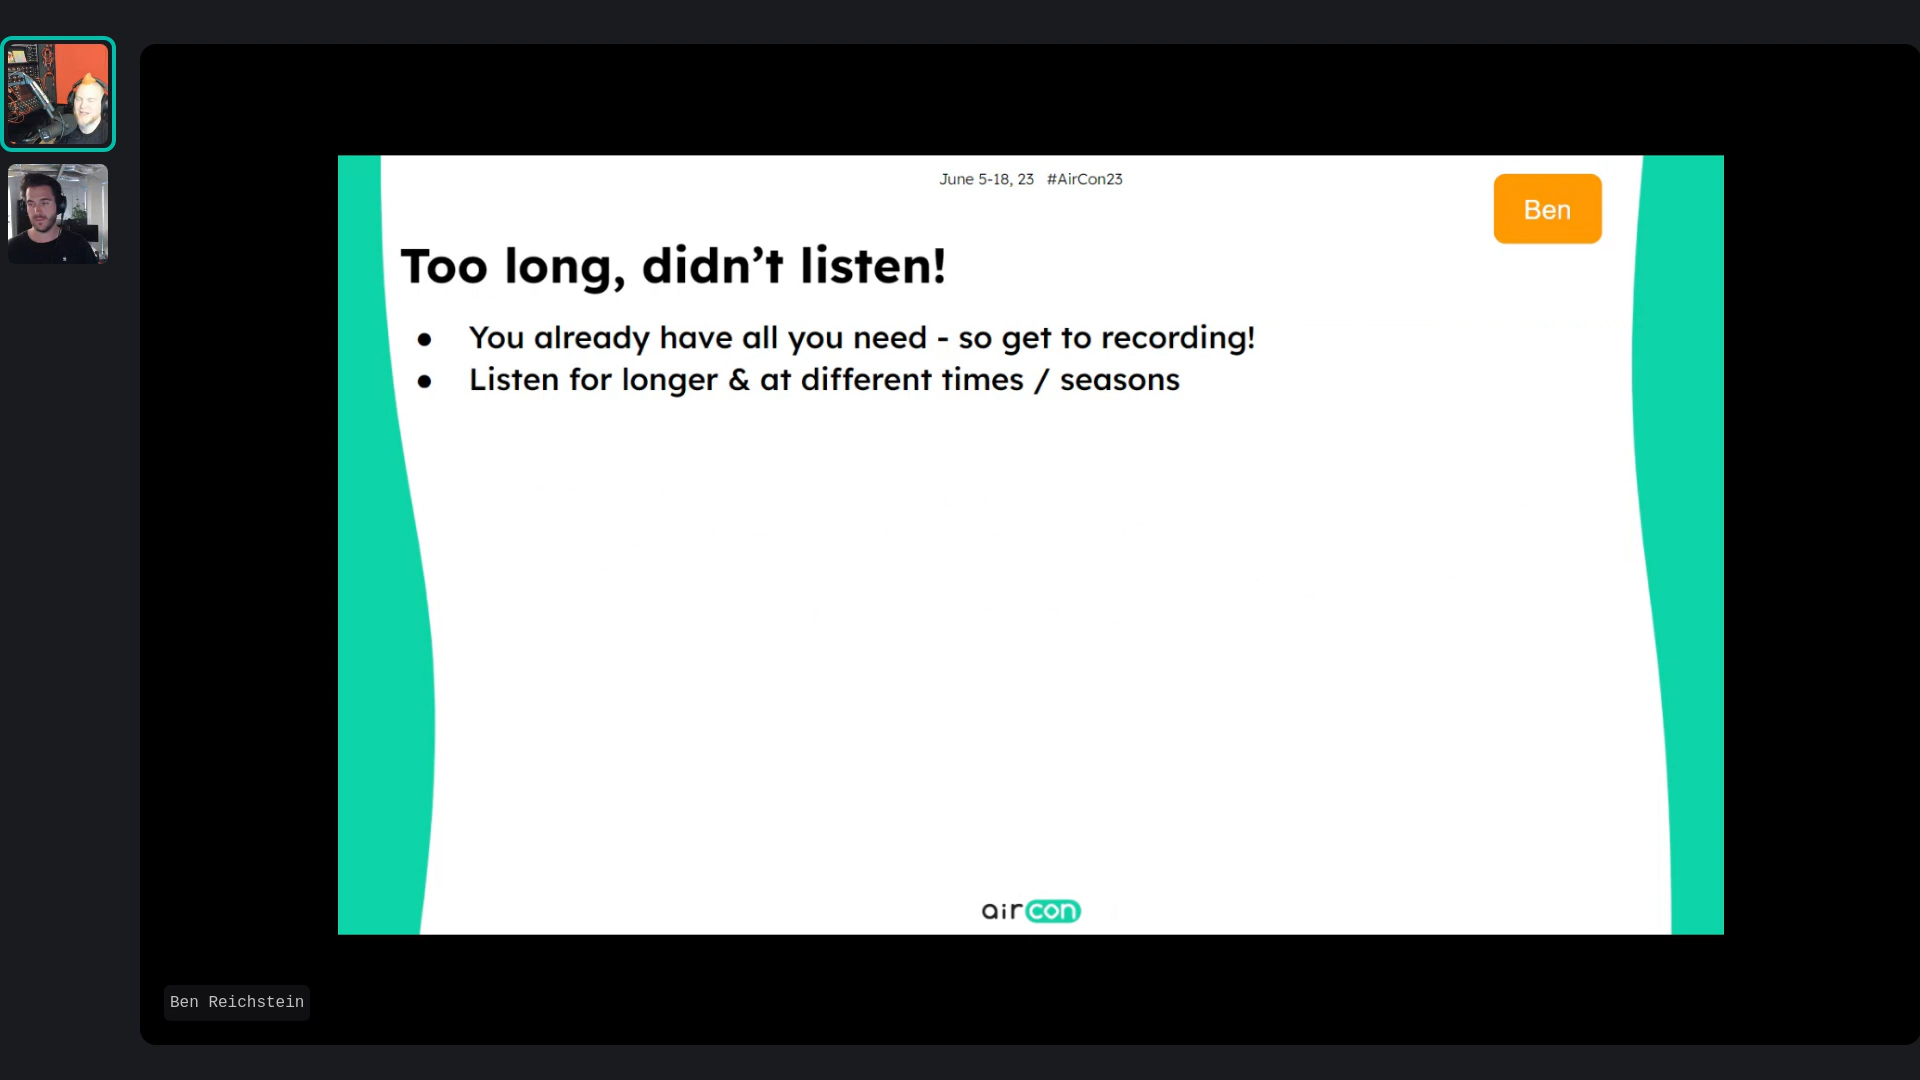 June 5-18, 23 #AirCon23
Ben
Too long, didn’t listen!
● You already have all you need - so get to recording!
● Listen for longer & at different times / seasons
aircon
Ben Reichstein